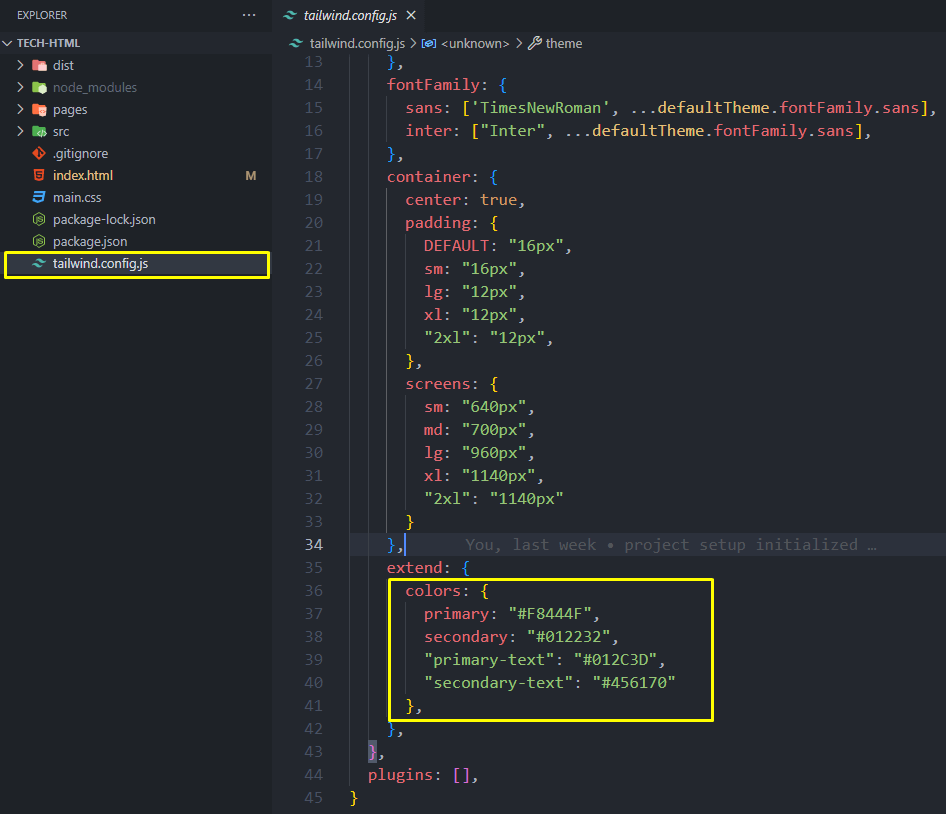 EXPLORER
...
TECH-HTML
dist
node_modules
pages
src
.gitignore
index.html M
main.css
package-lock.json
package.json
tailwind.config.js
tailwind.config.js
tailwind.config.js > <unknown> > theme
13 },
14 fontFamily: {
15 sans: ['TimesNewRoman', ...defaultTheme.fontFamily.sans],
16 inter: ["Inter", ...defaultTheme.fontFamily.sans],
17 },
18 container: {
19 center: true,
20 padding: {
21 DEFAULT: "16px",
22 sm: "16px",
23 lg: "12px",
24 xl: "12px",
25 "2xl": "12px",
26 },
27 screens: {
28 sm: "640px",
29 md: "700px",
30 lg: "960px",
31 xl: "1140px",
32 "2xl": "1140px"
33 }
34 }, You, last week • project setup initialized …
35 extend: {
36 colors: {
37 primary: "#F8444F",
38 secondary: "#012232",
39 "primary-text": "#012C3D",
40 "secondary-text": "#456170"
41 },
42 },
43 },
44 plugins: [],
45 }